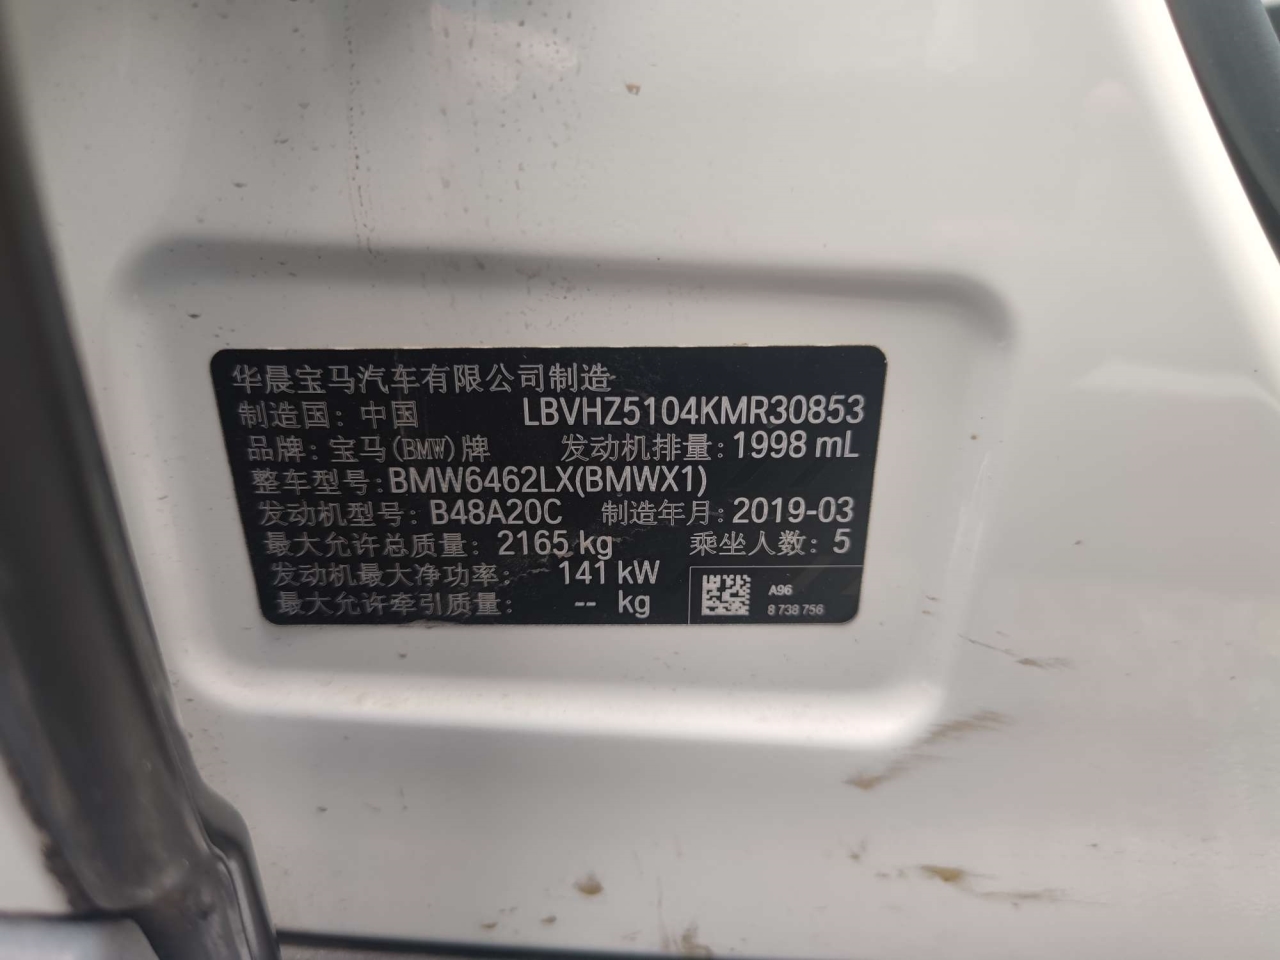 华晨宝马汽车有限公司制造
制造国：中国 LBVHZ5104KMR30853
品牌：宝马(BMW)牌 发动机排量：1998 mL
整车型号：BMW6462LX(BMWX1)
发动机型号：B48A20C 制造年月：2019-03
最大允许总质量：2165 kg 乘坐人数：5
发动机最大净功率：141 kW
最大允许牵引质量：-- kg
A96
8 738 756